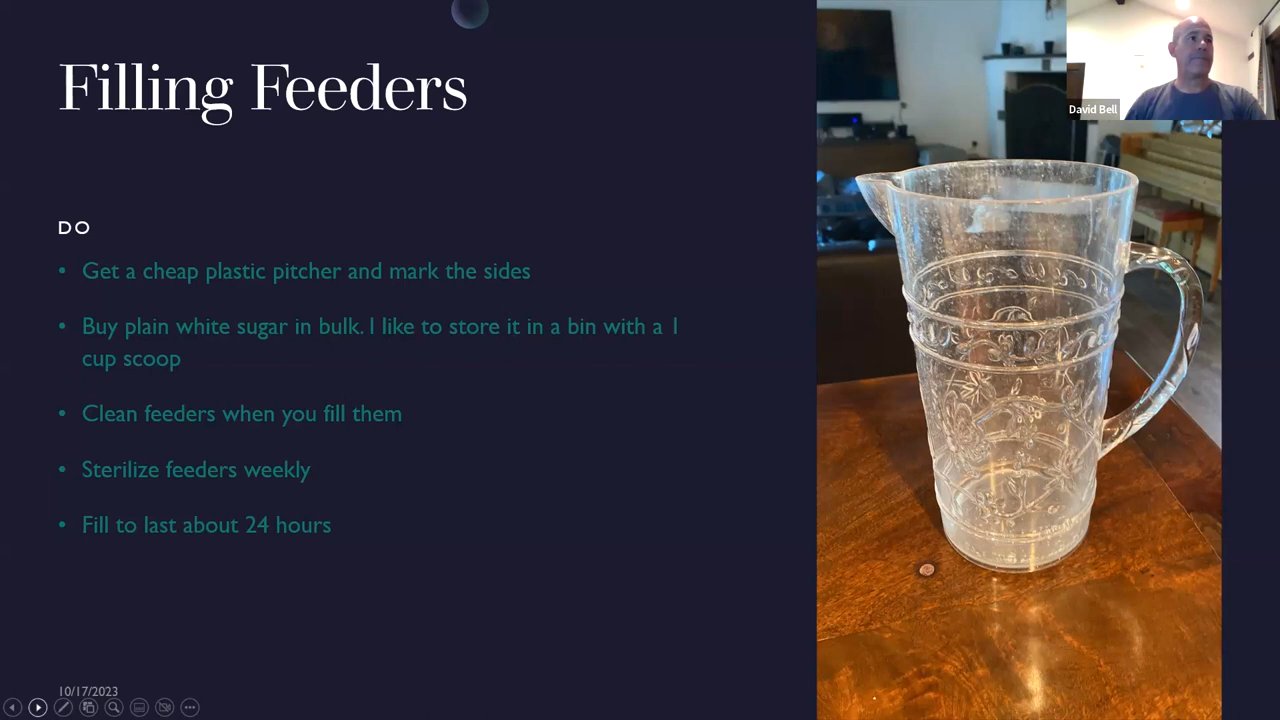 Filling Feeders
David Bell
DO
• Get a cheap plastic pitcher and mark the sides
• Buy plain white sugar in bulk. I like to store it in a bin with a 1
cup scoop
• Clean feeders when you fill them
• Sterilize feeders weekly
• Fill to last about 24 hours
10/17/2023